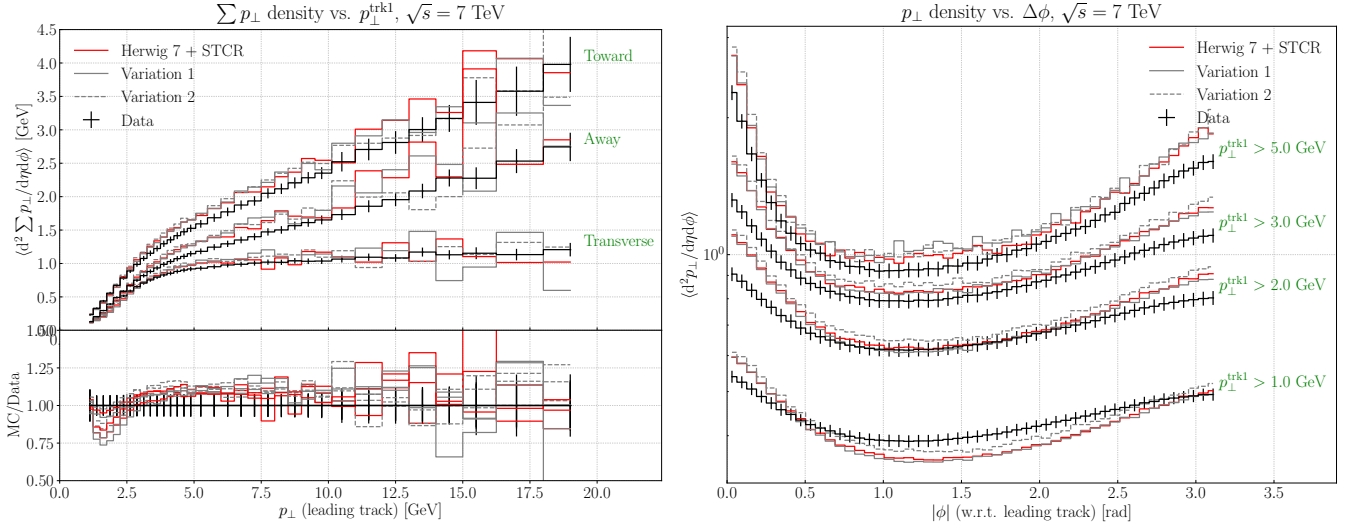 ∑ p⊥ density vs. p⊥^trk1, √s = 7 TeV
4.5
4.0
3.5
3.0
2.5
2.0
1.5
1.0
0.5
⟨d² ∑ p⊥/dηdϕ⟩ [GeV]
Herwig 7 + STCR
Variation 1
Variation 2
Data
Toward
Away
Transverse
1.50
0
1.25
1.00
0.75
0.50
MC/Data
0.0 2.5 5.0 7.5 10.0 12.5 15.0 17.5 20.0
p⊥ (leading track) [GeV]
p⊥ density vs. Δϕ, √s = 7 TeV
Herwig 7 + STCR
Variation 1
Variation 2
Data
10⁰
⟨d²p⊥/dηdϕ⟩
p⊥^trk1 > 5.0 GeV
p⊥^trk1 > 3.0 GeV
p⊥^trk1 > 2.0 GeV
p⊥^trk1 > 1.0 GeV
0.0 0.5 1.0 1.5 2.0 2.5 3.0 3.5
|ϕ| (w.r.t. leading track) [rad]